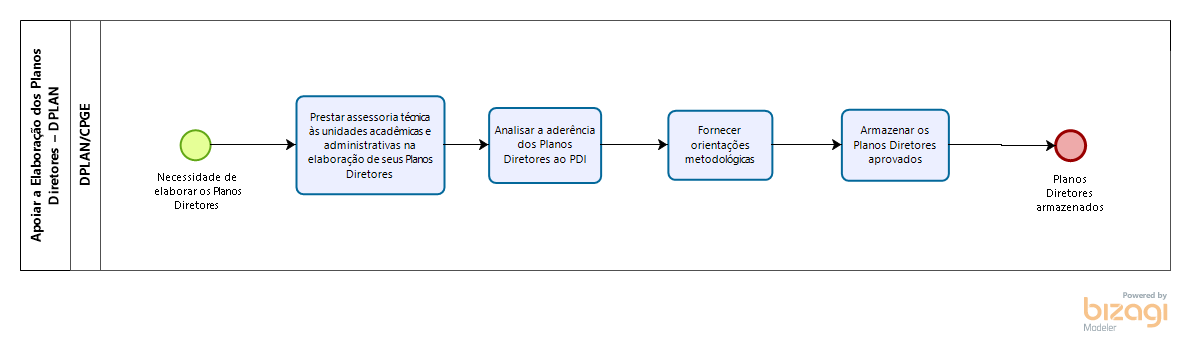 Apoiar a Elaboração dos Planos
Diretores – DPLAN
DPLAN/CPGE
Necessidade de
elaborar os Planos
Diretores
Prestar assessoria técnica
às unidades acadêmicas e
administrativas na
elaboração de seus Planos
Diretores
Analisar a aderência
dos Planos
Diretores ao PDI
Fornecer
orientações
metodológicas
Armazenar os
Planos Diretores
aprovados
Planos
Diretores
armazenados
Powered by
bizagi
Modeler